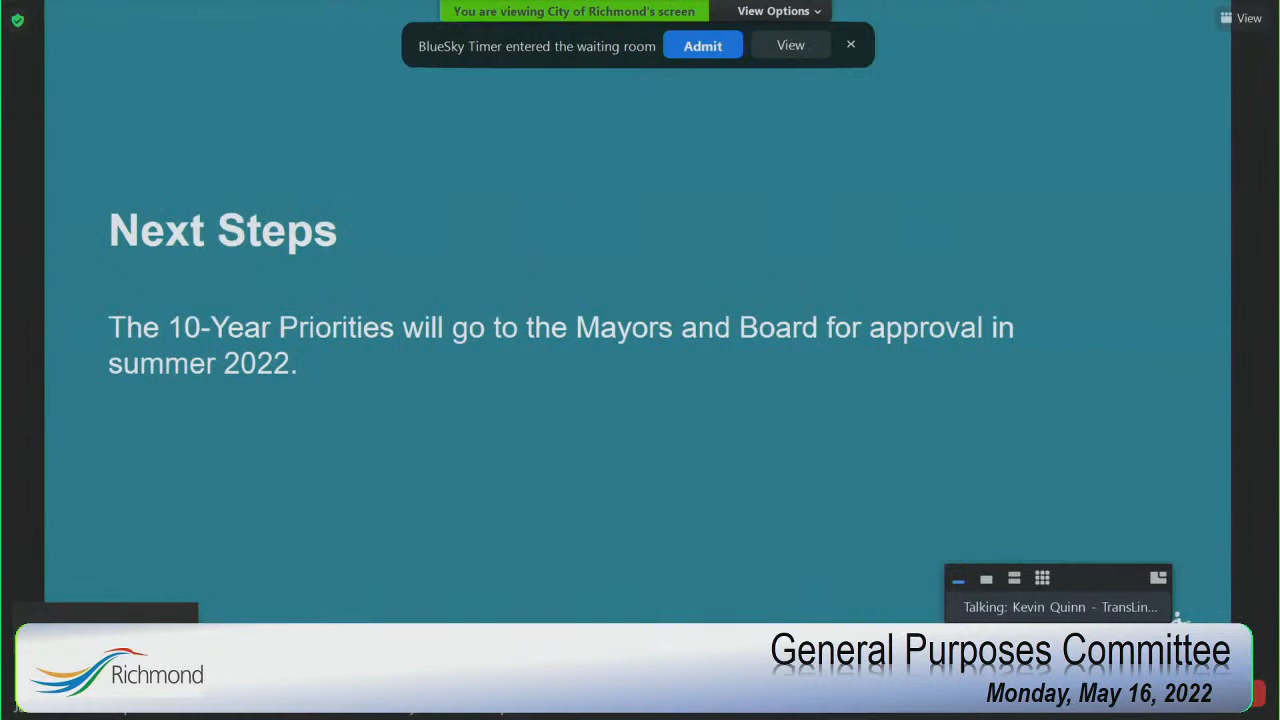 You are viewing City of Richmond's screen
View Options
View
BlueSky Timer entered the waiting room
Admit
View
Next Steps
The 10-Year Priorities will go to the Mayors and Board for approval in
summer 2022.
Talking: Kevin Quinn - TransLin...
General Purposes Committee
Richmond
Monday, May 16, 2022